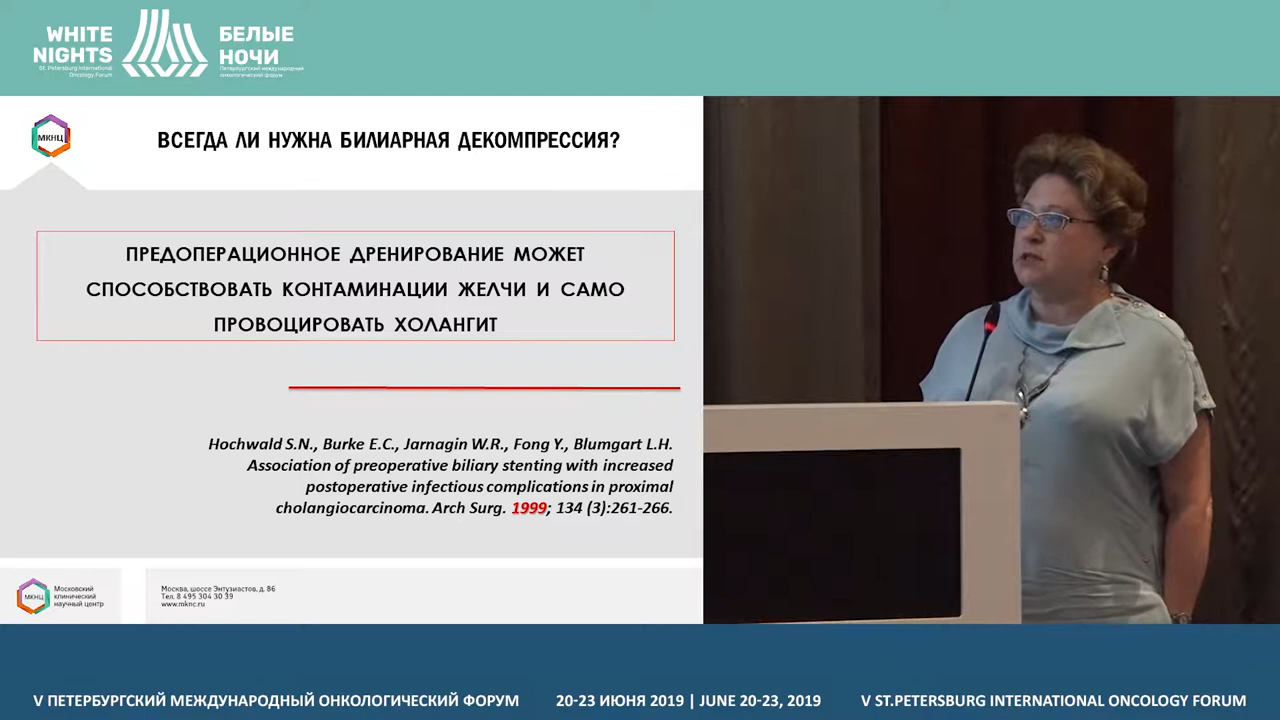 WHITE
NIGHTS
St. Petersburg International
Oncology Forum
БЕЛЫЕ
НОЧИ
Петербургский международный
онкологический форум
МКНЦ
ВСЕГДА ЛИ НУЖНА БИЛИАРНАЯ ДЕКОМПРЕССИЯ?
ПРЕДОПЕРАЦИОННОЕ ДРЕНИРОВАНИЕ МОЖЕТ
СПОСОБСТВОВАТЬ КОНТАМИНАЦИИ ЖЕЛЧИ И САМО
ПРОВОЦИРОВАТЬ ХОЛАНГИТ
Hochwald S.N., Burke E.C., Jarnagin W.R., Fong Y., Blumgart L.H.
Association of preoperative biliary stenting with increased
postoperative infectious complications in proximal
cholangiocarcinoma. Arch Surg. 1999; 134 (3):261-266.
МКНЦ
Московский
клинический
научный центр
Москва, шоссе Энтузиастов, д. 86
Тел. 8 495 304 30 39
www.mknc.ru
V ПЕТЕРБУРГСКИЙ МЕЖДУНАРОДНЫЙ ОНКОЛОГИЧЕСКИЙ ФОРУМ
20-23 ИЮНЯ 2019 | JUNE 20-23, 2019
V ST.PETERSBURG INTERNATIONAL ONCOLOGY FORUM